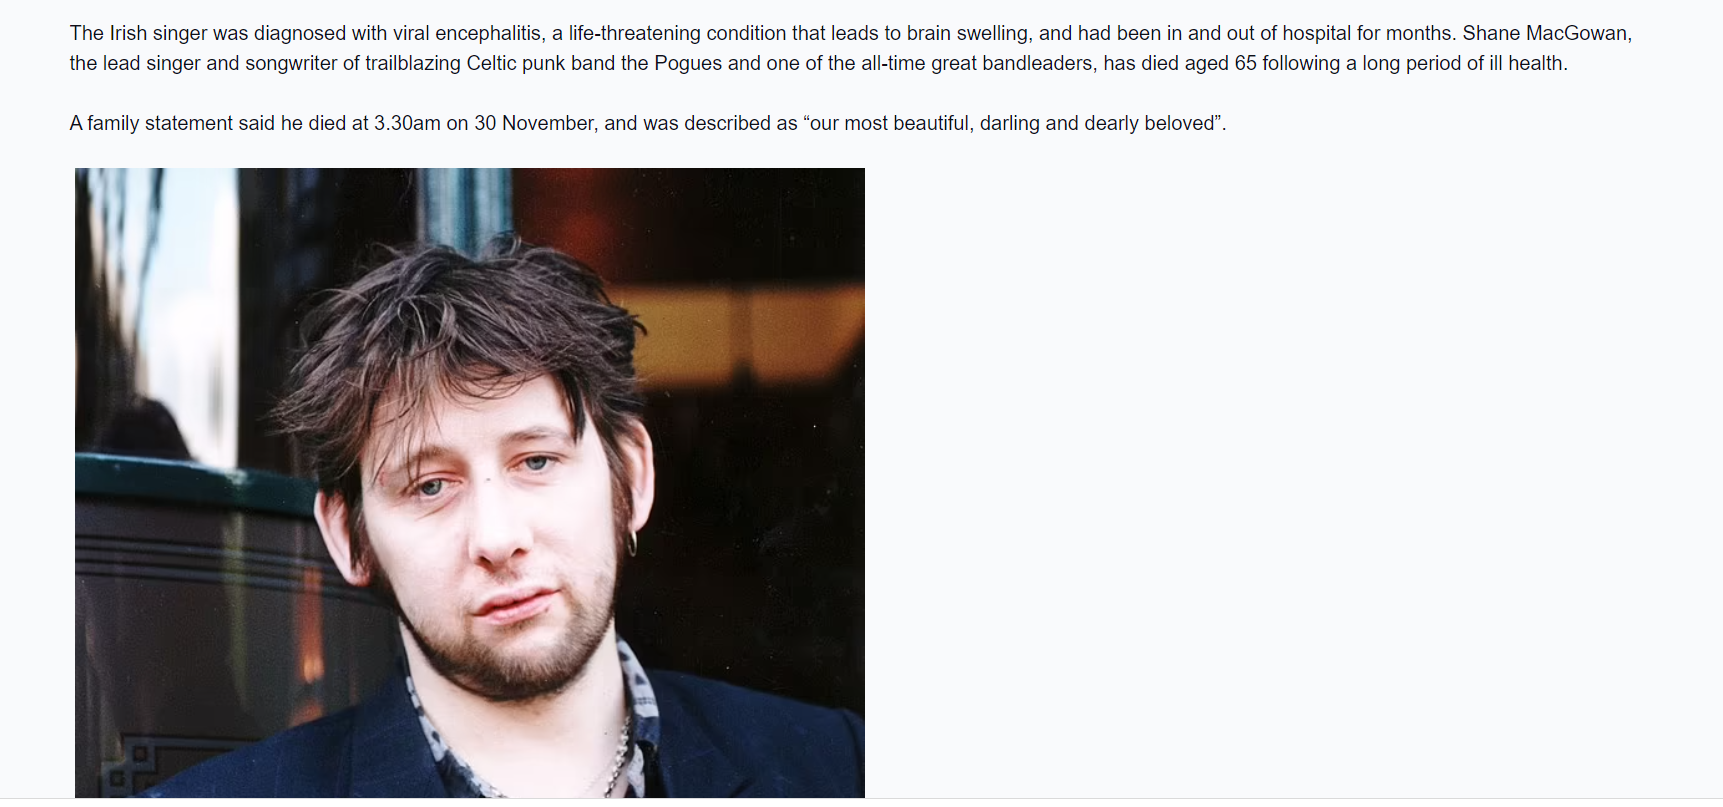 The Irish singer was diagnosed with viral encephalitis, a life-threatening condition that leads to brain swelling, and had been in and out of hospital for months. Shane MacGowan,
the lead singer and songwriter of trailblazing Celtic punk band the Pogues and one of the all-time great bandleaders, has died aged 65 following a long period of ill health.
A family statement said he died at 3.30am on 30 November, and was described as “our most beautiful, darling and dearly beloved”.